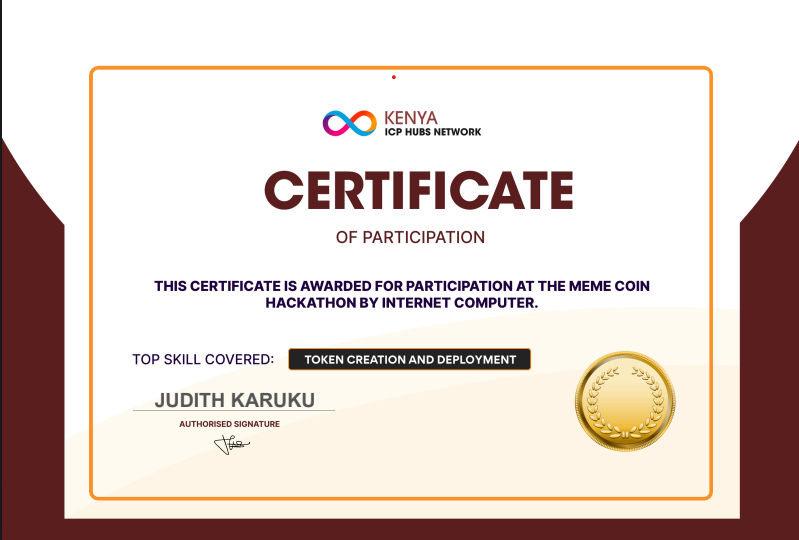 KENYA
ICP HUBS NETWORK
CERTIFICATE
OF PARTICIPATION
THIS CERTIFICATE IS AWARDED FOR PARTICIPATION AT THE MEME COIN
HACKATHON BY INTERNET COMPUTER.
TOP SKILL COVERED: TOKEN CREATION AND DEPLOYMENT
JUDITH KARUKU
AUTHORISED SIGNATURE